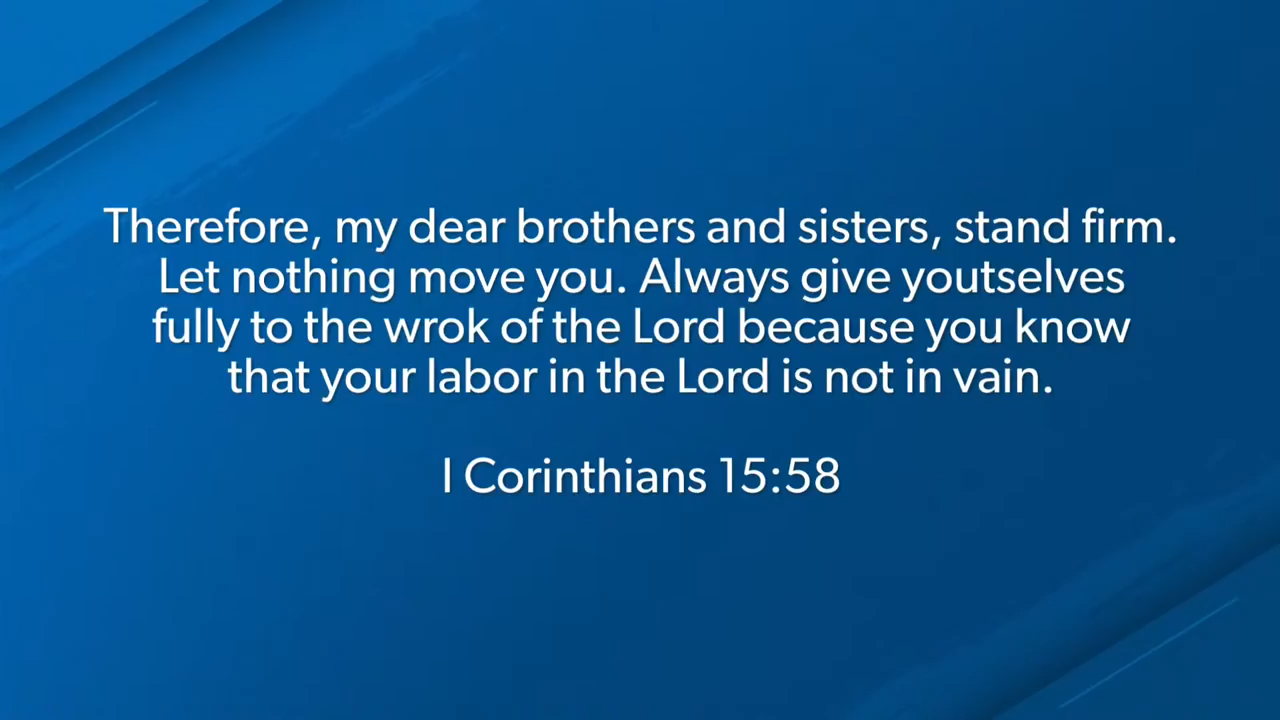 Therefore, my dear brothers and sisters, stand firm.
Let nothing move you. Always give youtselves
fully to the wrok of the Lord because you know
that your labor in the Lord is not in vain.
I Corinthians 15:58